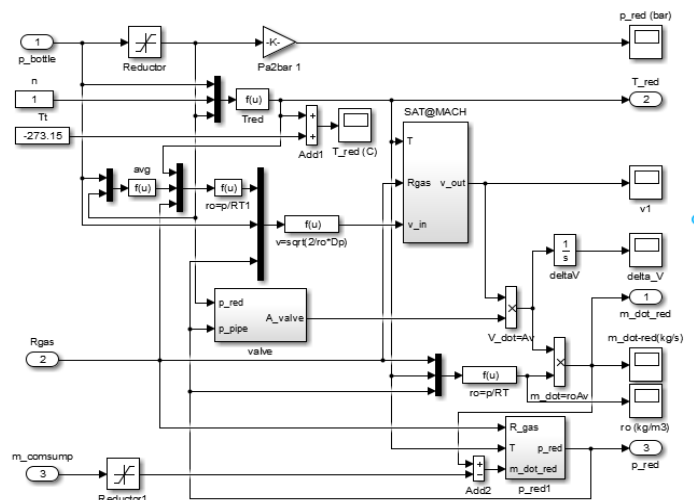 p_red (bar)
1
p_bottle
Reductor
-K-
Pa2bar 1
n
1
f(u)
Tred
T_red
2
Tt
-273.15
+
+
Add1
T_red (C)
SAT@MACH
T
Rgas
v_in
v_out
v1
avg
f(u)
f(u)
ro=p/RT1
f(u)
v=sqrt(2/ro*Dp)
1
s
deltaV
delta_V
p_red
p_pipe
A_valve
valve
×
V_dot=Av
1
m_dot_red
Rgas
2
×
m_dot=roAv
m_dot-red(kg/s)
f(u)
ro=p/RT
ro (kg/m3)
R_gas
T
m_dot_red
p_red
p_red1
3
p_red
m_comsump
3
Reductor1
+
−
Add2